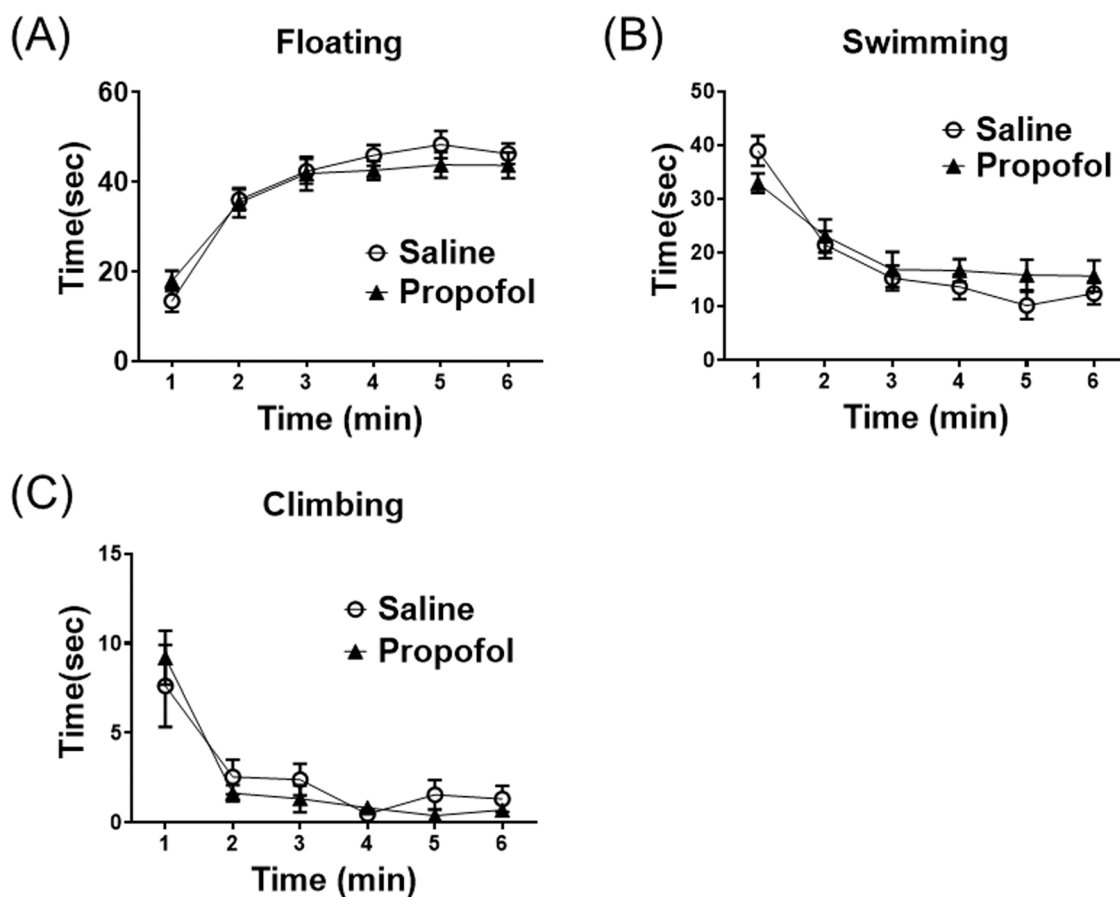 (A)
Floating
60
40
20
0
Time(sec)
Saline
Propofol
1 2 3 4 5 6
Time (min)
(B)
Swimming
50
40
30
20
10
0
Time(sec)
Saline
Propofol
1 2 3 4 5 6
Time (min)
(C)
Climbing
15
10
5
0
Time(sec)
Saline
Propofol
1 2 3 4 5 6
Time (min)